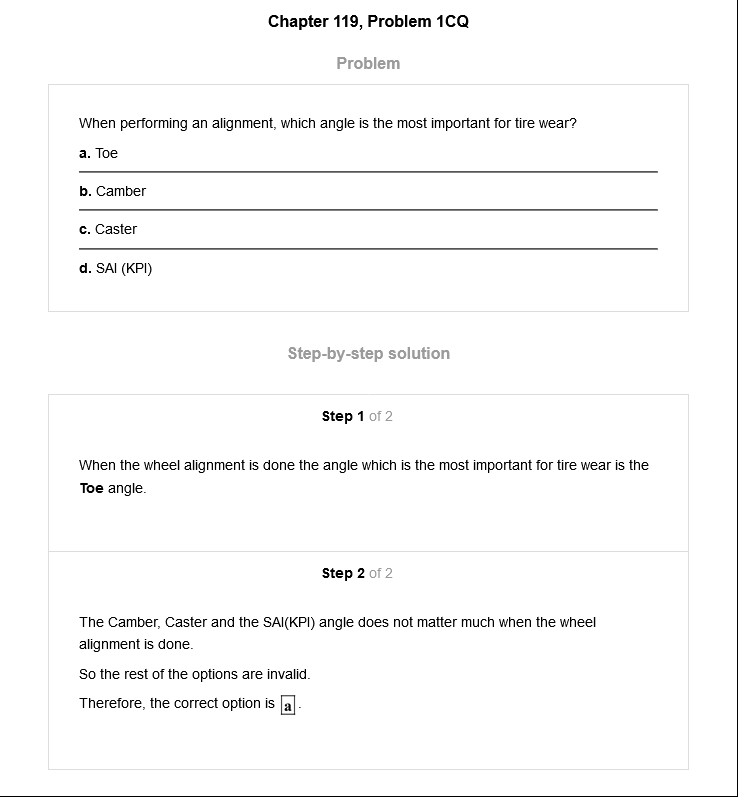 Chapter 119, Problem 1CQ
Problem
When performing an alignment, which angle is the most important for tire wear?
a. Toe
b. Camber
c. Caster
d. SAI (KPI)
Step-by-step solution
Step 1 of 2
When the wheel alignment is done the angle which is the most important for tire wear is the
Toe angle.
Step 2 of 2
The Camber, Caster and the SAI(KPI) angle does not matter much when the wheel
alignment is done.
So the rest of the options are invalid.
Therefore, the correct option is a.